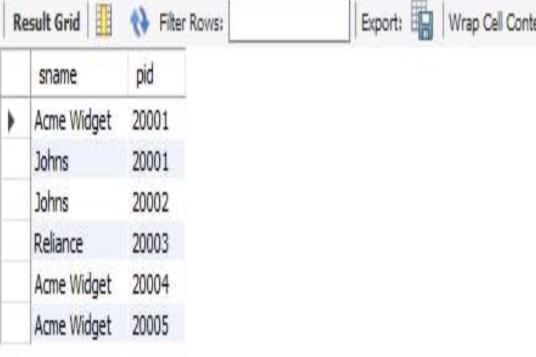 Result Grid Filter Rows: Export: Wrap Cell Conte
sname pid
Acme Widget 20001
Johns 20001
Johns 20002
Reliance 20003
Acme Widget 20004
Acme Widget 20005